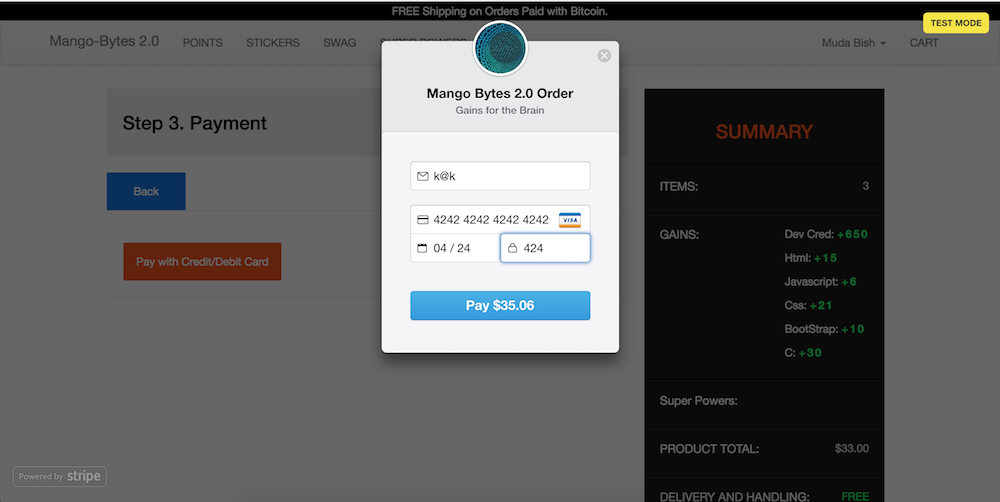 FREE Shipping on Orders Paid with Bitcoin.
TEST MODE
Mango-Bytes 2.0 POINTS STICKERS SWAG SUPER POWERS Muda Bish CART
Mango Bytes 2.0 Order
Gains for the Brain
k@k
4242 4242 4242 4242 VISA
04 / 24 424
Pay $35.06
Step 3. Payment
Back
Pay with Credit/Debit Card
SUMMARY
ITEMS: 3
GAINS: Dev Cred: +650
Html: +15
Javascript: +6
Css: +21
BootStrap: +10
C: +30
Super Powers:
PRODUCT TOTAL: $33.00
DELIVERY AND HANDLING: FREE
Powered by stripe